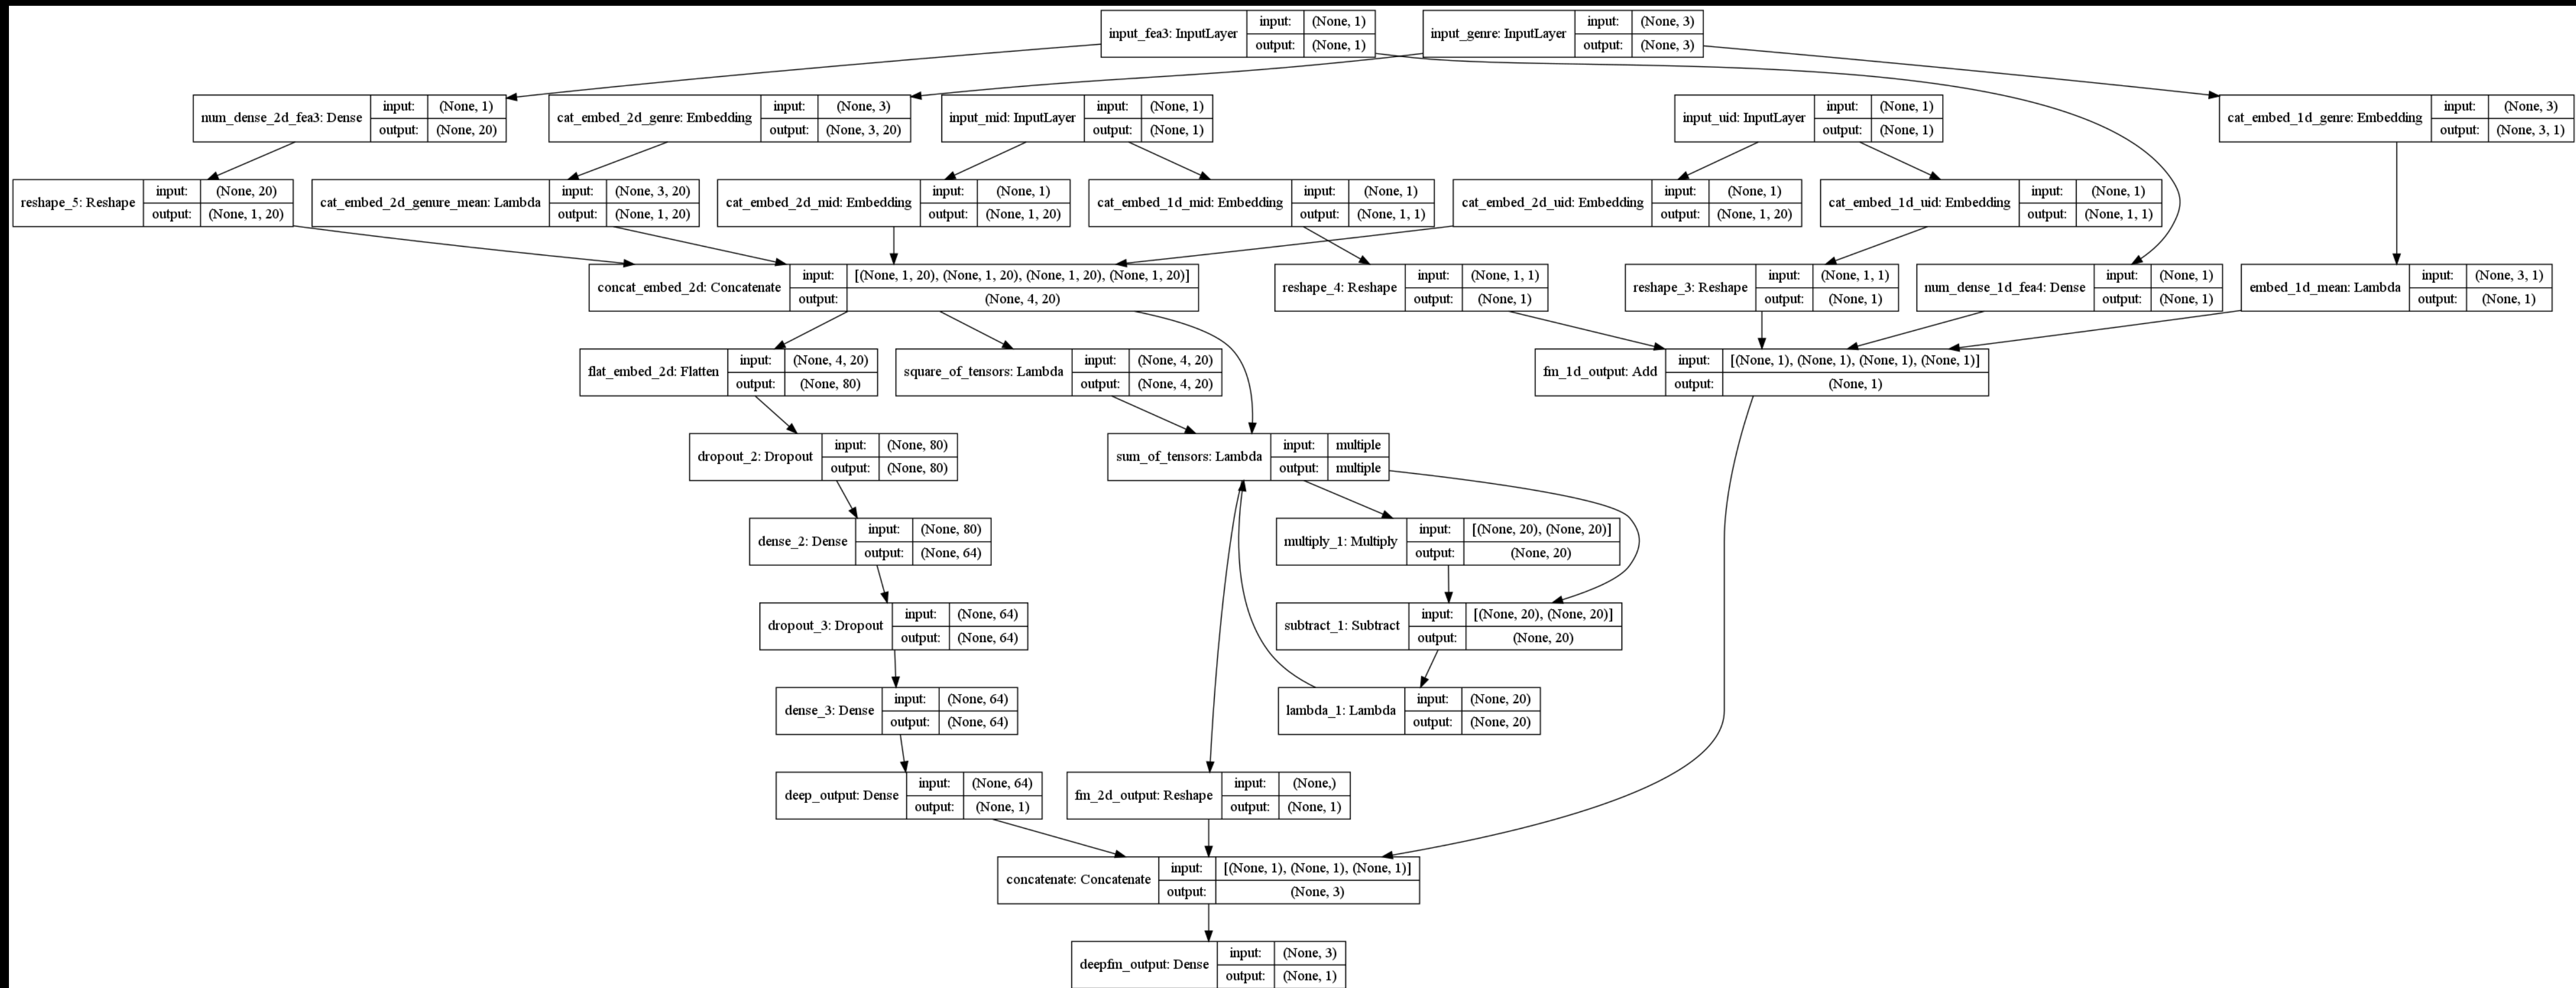 input_fea3: InputLayer input: (None, 1) output: (None, 1)
input_genre: InputLayer input: (None, 3) output: (None, 3)
num_dense_2d_fea3: Dense input: (None, 1) output: (None, 20)
cat_embed_2d_genre: Embedding input: (None, 3) output: (None, 3, 20)
input_mid: InputLayer input: (None, 1) output: (None, 1)
input_uid: InputLayer input: (None, 1) output: (None, 1)
cat_embed_1d_genre: Embedding input: (None, 3) output: (None, 3, 1)
reshape_5: Reshape input: (None, 20) output: (None, 1, 20)
cat_embed_2d_genure_mean: Lambda input: (None, 3, 20) output: (None, 1, 20)
cat_embed_2d_mid: Embedding input: (None, 1) output: (None, 1, 20)
cat_embed_1d_mid: Embedding input: (None, 1) output: (None, 1, 1)
cat_embed_2d_uid: Embedding input: (None, 1) output: (None, 1, 20)
cat_embed_1d_uid: Embedding input: (None, 1) output: (None, 1, 1)
concat_embed_2d: Concatenate input: [(None, 1, 20), (None, 1, 20), (None, 1, 20), (None, 1, 20)] output: (None, 4, 20)
reshape_4: Reshape input: (None, 1, 1) output: (None, 1)
reshape_3: Reshape input: (None, 1, 1) output: (None, 1)
num_dense_1d_fea4: Dense input: (None, 1) output: (None, 1)
embed_1d_mean: Lambda input: (None, 3, 1) output: (None, 1)
flat_embed_2d: Flatten input: (None, 4, 20) output: (None, 80)
square_of_tensors: Lambda input: (None, 4, 20) output: (None, 4, 20)
fm_1d_output: Add input: [(None, 1), (None, 1), (None, 1), (None, 1)] output: (None, 1)
dropout_2: Dropout input: (None, 80) output: (None, 80)
sum_of_tensors: Lambda input: multiple output: multiple
dense_2: Dense input: (None, 80) output: (None, 64)
multiply_1: Multiply input: [(None, 20), (None, 20)] output: (None, 20)
dropout_3: Dropout input: (None, 64) output: (None, 64)
subtract_1: Subtract input: [(None, 20), (None, 20)] output: (None, 20)
dense_3: Dense input: (None, 64) output: (None, 64)
lambda_1: Lambda input: (None, 20) output: (None, 20)
deep_output: Dense input: (None, 64) output: (None, 1)
fm_2d_output: Reshape input: (None,) output: (None, 1)
concatenate: Concatenate input: [(None, 1), (None, 1), (None, 1)] output: (None, 3)
deepfm_output: Dense input: (None, 3) output: (None, 1)